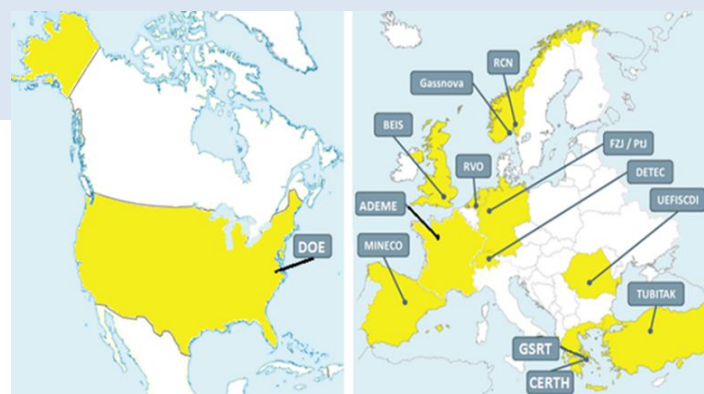 DOE
RCN
Gassnova
BEIS
FZJ / PtJ
RVO
DETEC
ADEME
UEFISCDI
MINECO
TUBITAK
GSRT
CERTH